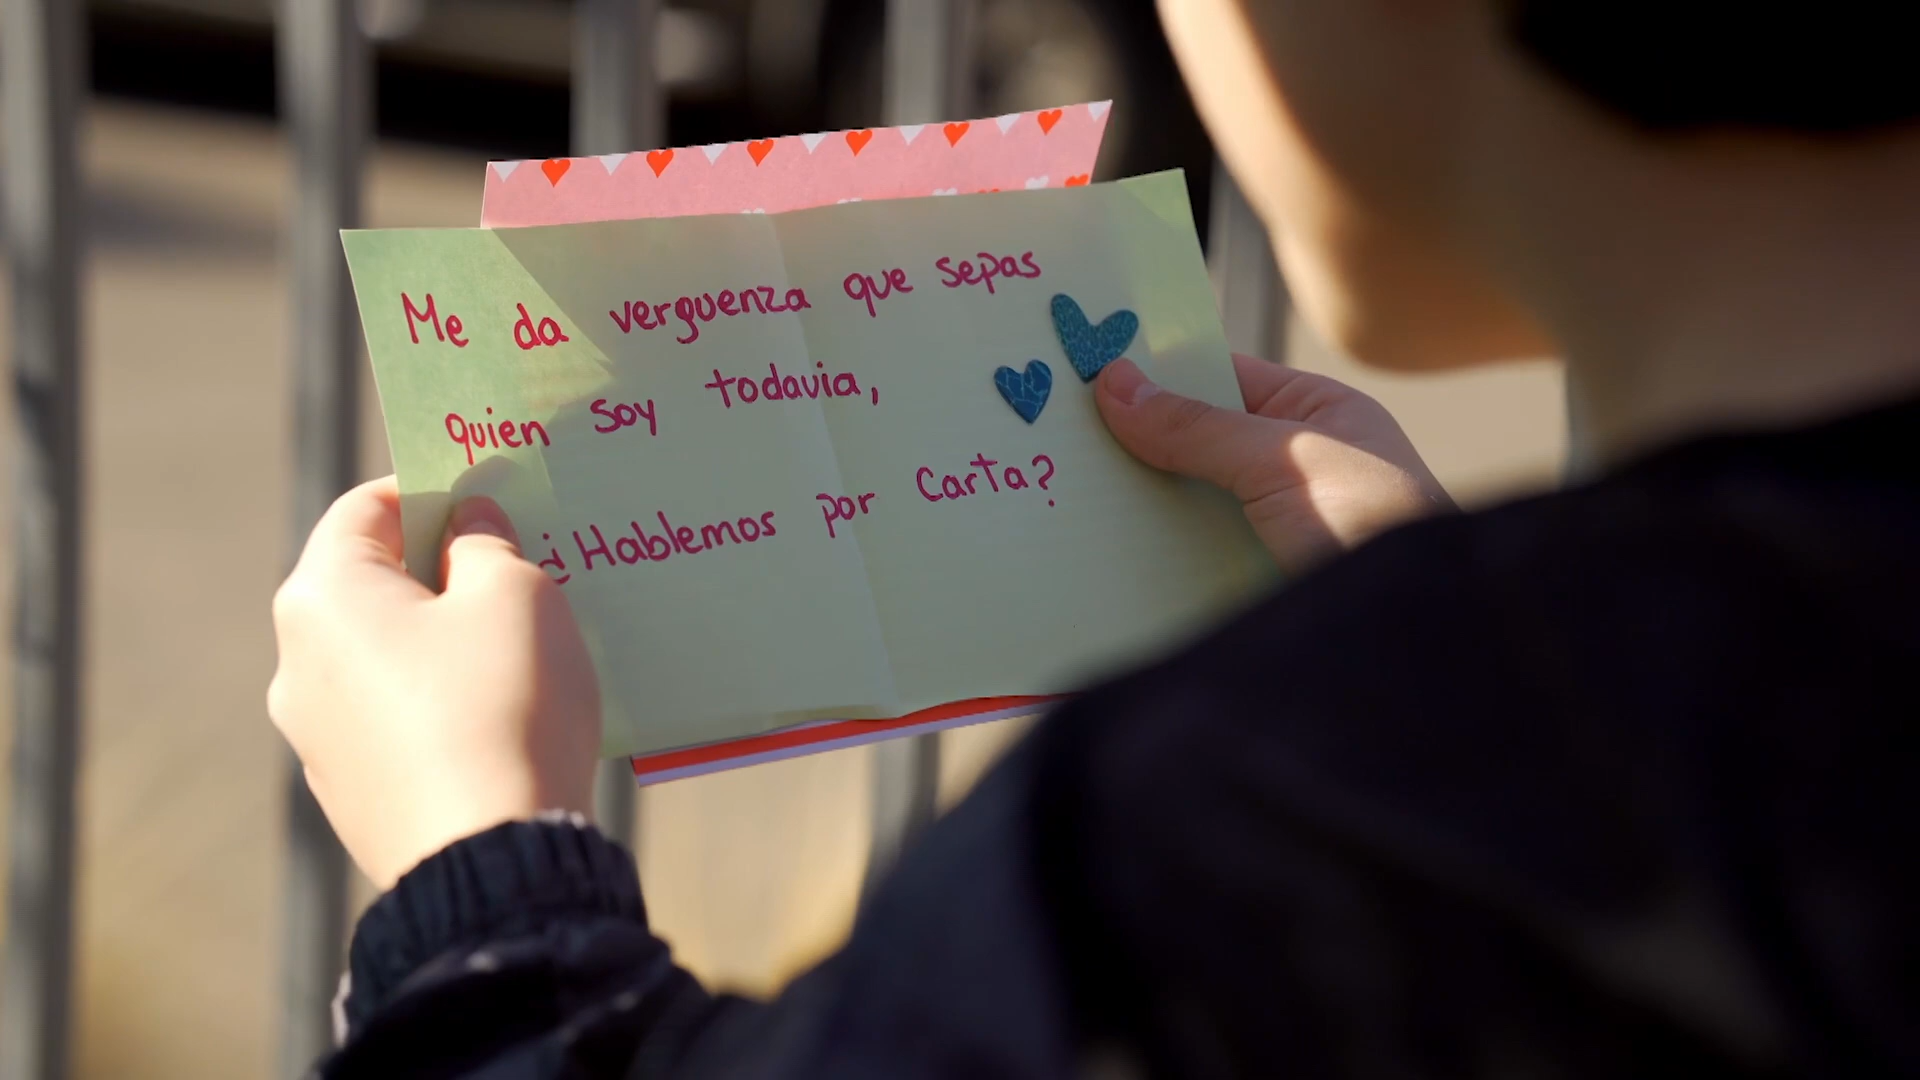 Me da verguenza que sepas
quien soy todavia,
¿Hablemos por Carta?